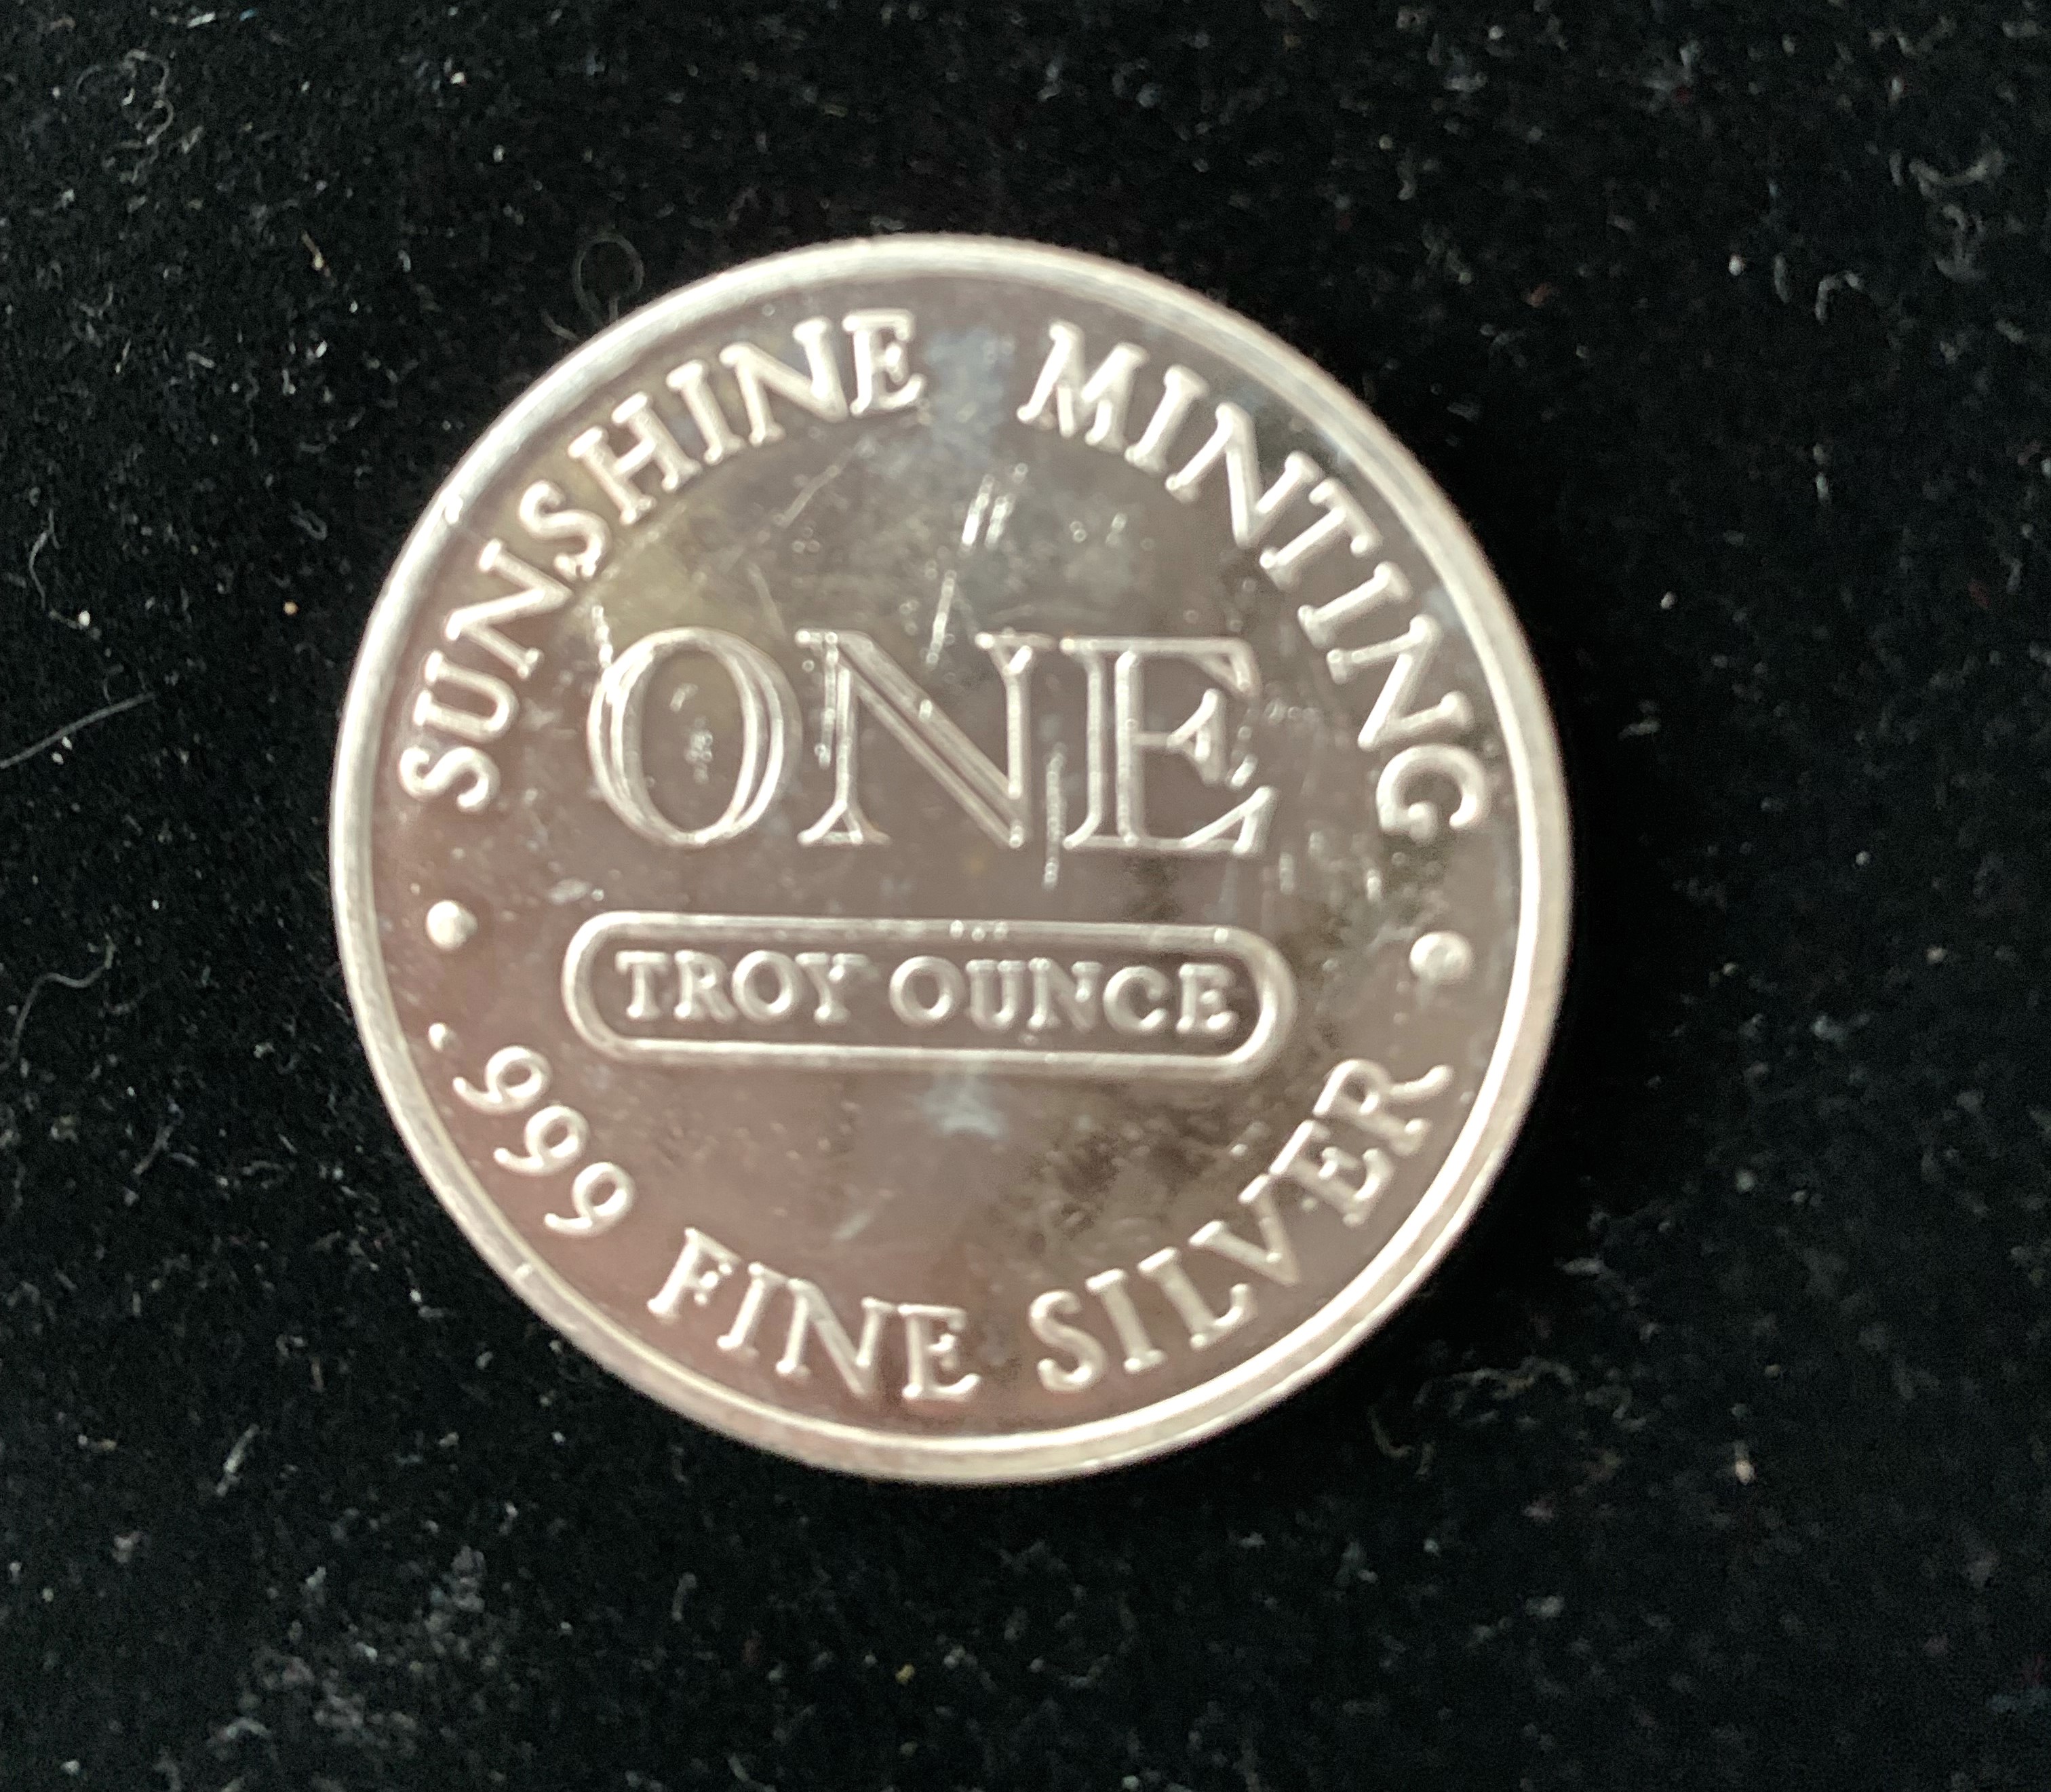 SUNSHINE MINTING
ONE
TROY OUNCE
.999 FINE SILVER